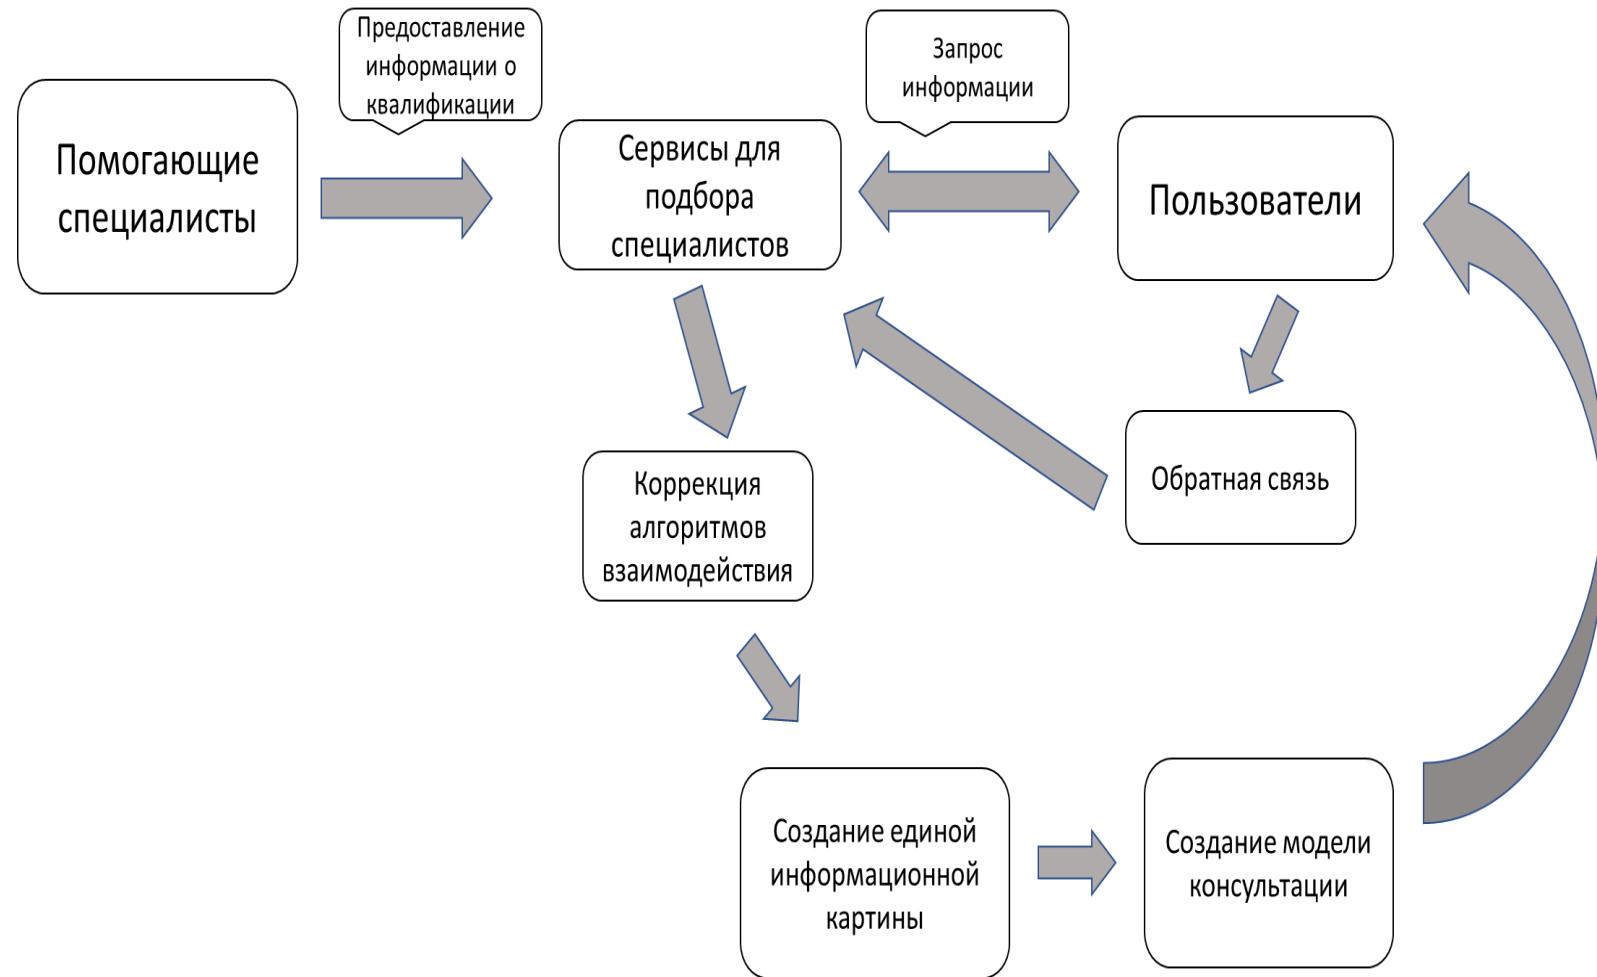 Предоставление
информации о
квалификации
Запрос
информации
Помогающие
специалисты
Сервисы для
подбора
специалистов
Пользователи
Коррекция
алгоритмов
взаимодействия
Обратная связь
Создание единой
информационной
картины
Создание модели
консультации